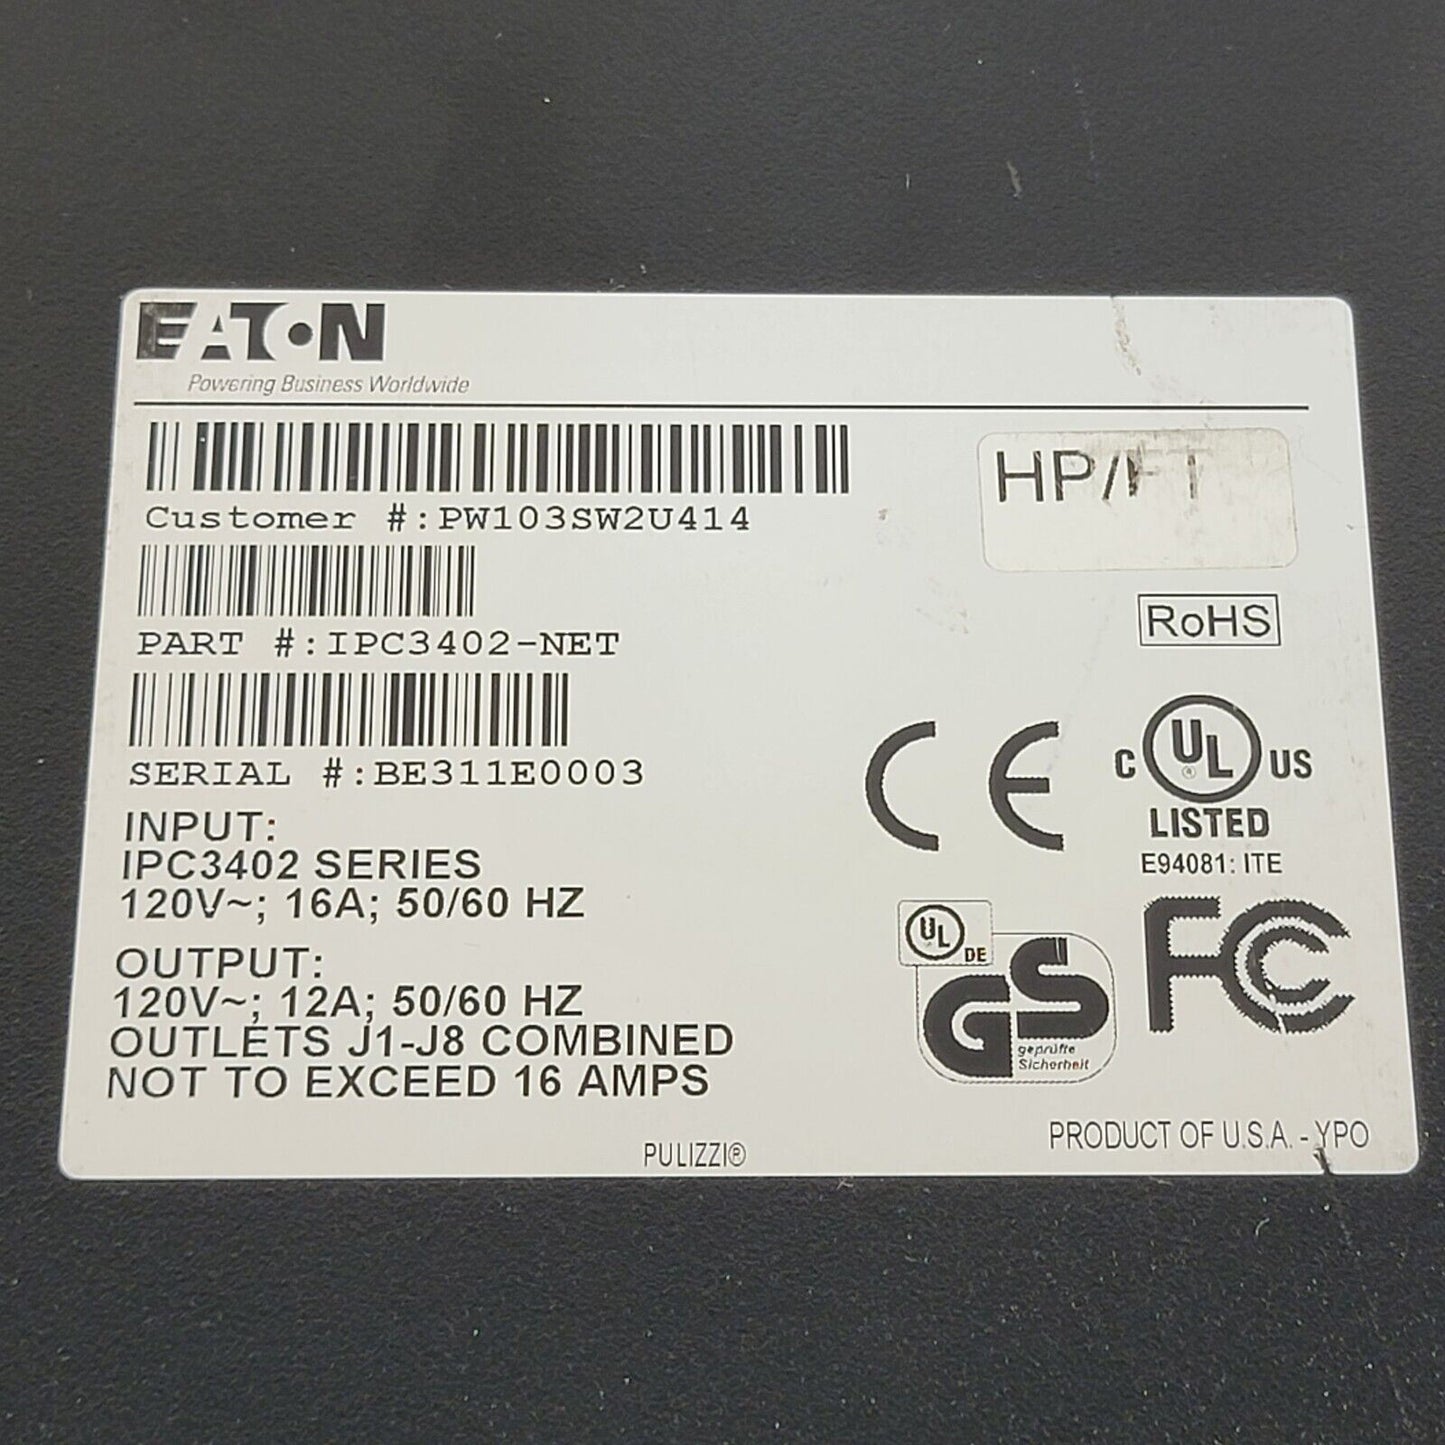 EATON
Powering Business Worldwide
Customer #:PW103SW2U414
HP/FT
PART #:IPC3402-NET
RoHS
SERIAL #:BE311E0003
CE
C UL US
®
LISTED
E94081: ITE
INPUT:
IPC3402 SERIES
120V~; 16A; 50/60 HZ
UL DE
GS
geprüfte
Sicherheit
FC
OUTPUT:
120V~; 12A; 50/60 HZ
OUTLETS J1-J8 COMBINED
NOT TO EXCEED 16 AMPS
PULIZZI®
PRODUCT OF U.S.A. - YPO